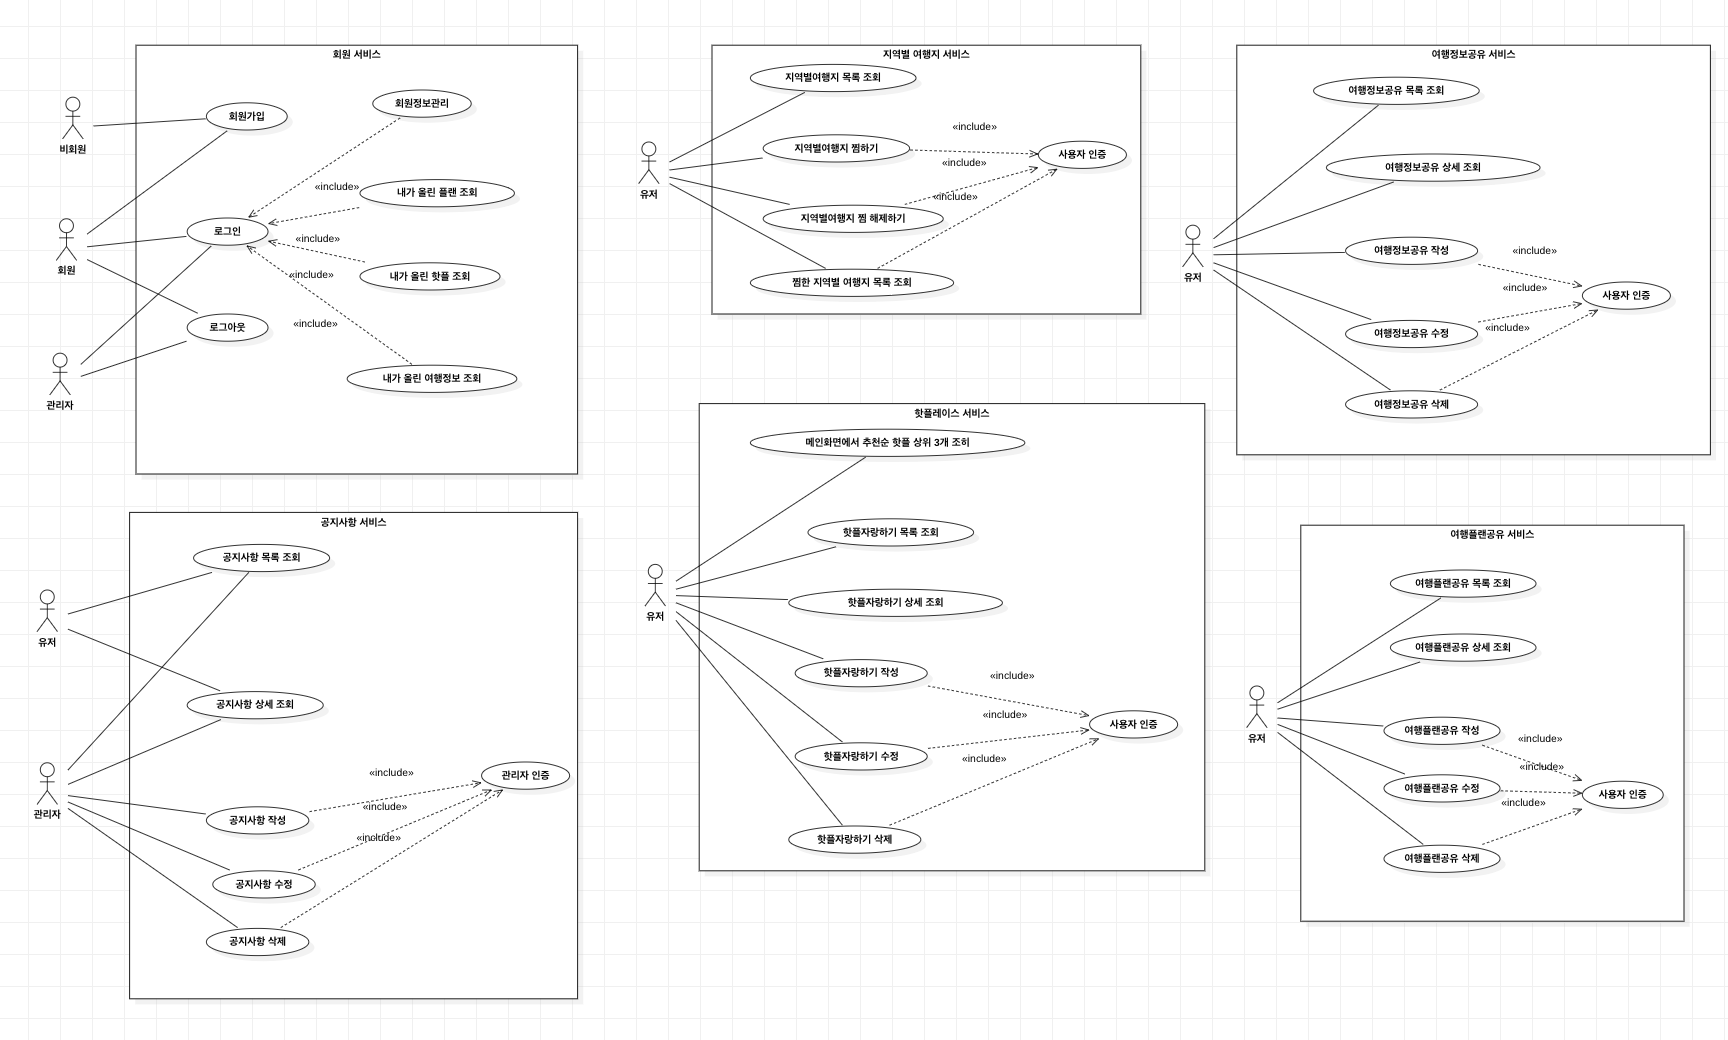 회원 서비스
비회원
회원
관리자
회원가입
로그인
로그아웃
회원정보관리
내가 올린 플랜 조회
내가 올린 핫플 조회
내가 올린 여행정보 조회
«include»
«include»
«include»
«include»
지역별 여행지 서비스
유저
지역별여행지 목록 조회
지역별여행지 찜하기
지역별여행지 찜 해제하기
찜한 지역별 여행지 목록 조회
«include»
«include»
«include»
사용자 인증
여행정보공유 서비스
유저
여행정보공유 목록 조회
여행정보공유 상세 조회
여행정보공유 작성
여행정보공유 수정
여행정보공유 삭제
«include»
«include»
«include»
사용자 인증
공지사항 서비스
유저
관리자
공지사항 목록 조회
공지사항 상세 조회
공지사항 작성
공지사항 수정
공지사항 삭제
«include»
«include»
«include»
관리자 인증
핫플레이스 서비스
유저
메인화면에서 추천순 핫플 상위 3개 조히
핫플자랑하기 목록 조회
핫플자랑하기 상세 조회
핫플자랑하기 작성
핫플자랑하기 수정
핫플자랑하기 삭제
«include»
«include»
«include»
사용자 인증
여행플랜공유 서비스
유저
여행플랜공유 목록 조회
여행플랜공유 상세 조회
여행플랜공유 작성
여행플랜공유 수정
여행플랜공유 삭제
«include»
«include»
«include»
사용자 인증